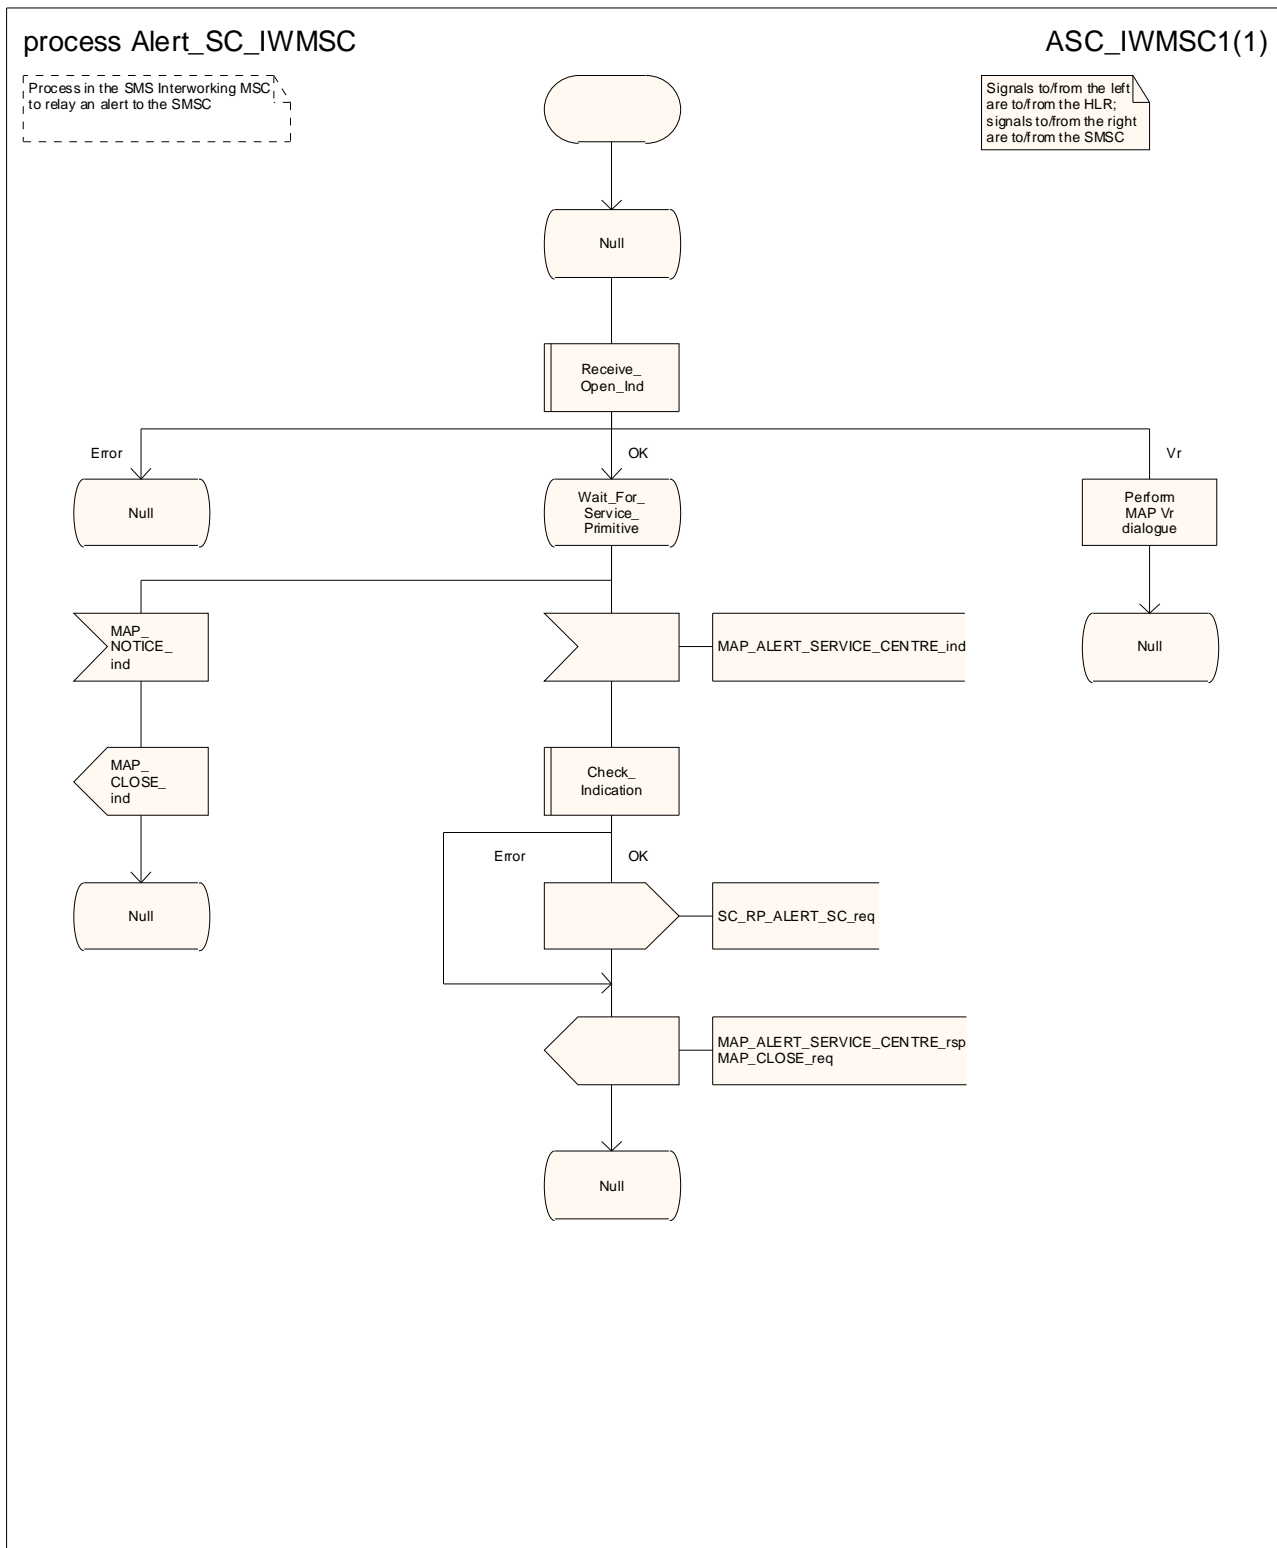 process Alert_SC_IWMSC
ASC_IWMSC1(1)
Process in the SMS Interworking MSC
to relay an alert to the SMSC
Signals to/from the left
are to/from the HLR;
signals to/from the right
are to/from the SMSC
Null
Receive_
Open_Ind
Error
OK
Vr
Null
Wait_For_
Service_
Primitive
Perform
MAP Vr
dialogue
MAP_
NOTICE_
ind
MAP_ALERT_SERVICE_CENTRE_ind
Null
MAP_
CLOSE_
ind
Check_
Indication
Error
OK
Null
SC_RP_ALERT_SC_req
MAP_ALERT_SERVICE_CENTRE_rsp
MAP_CLOSE_req
Null